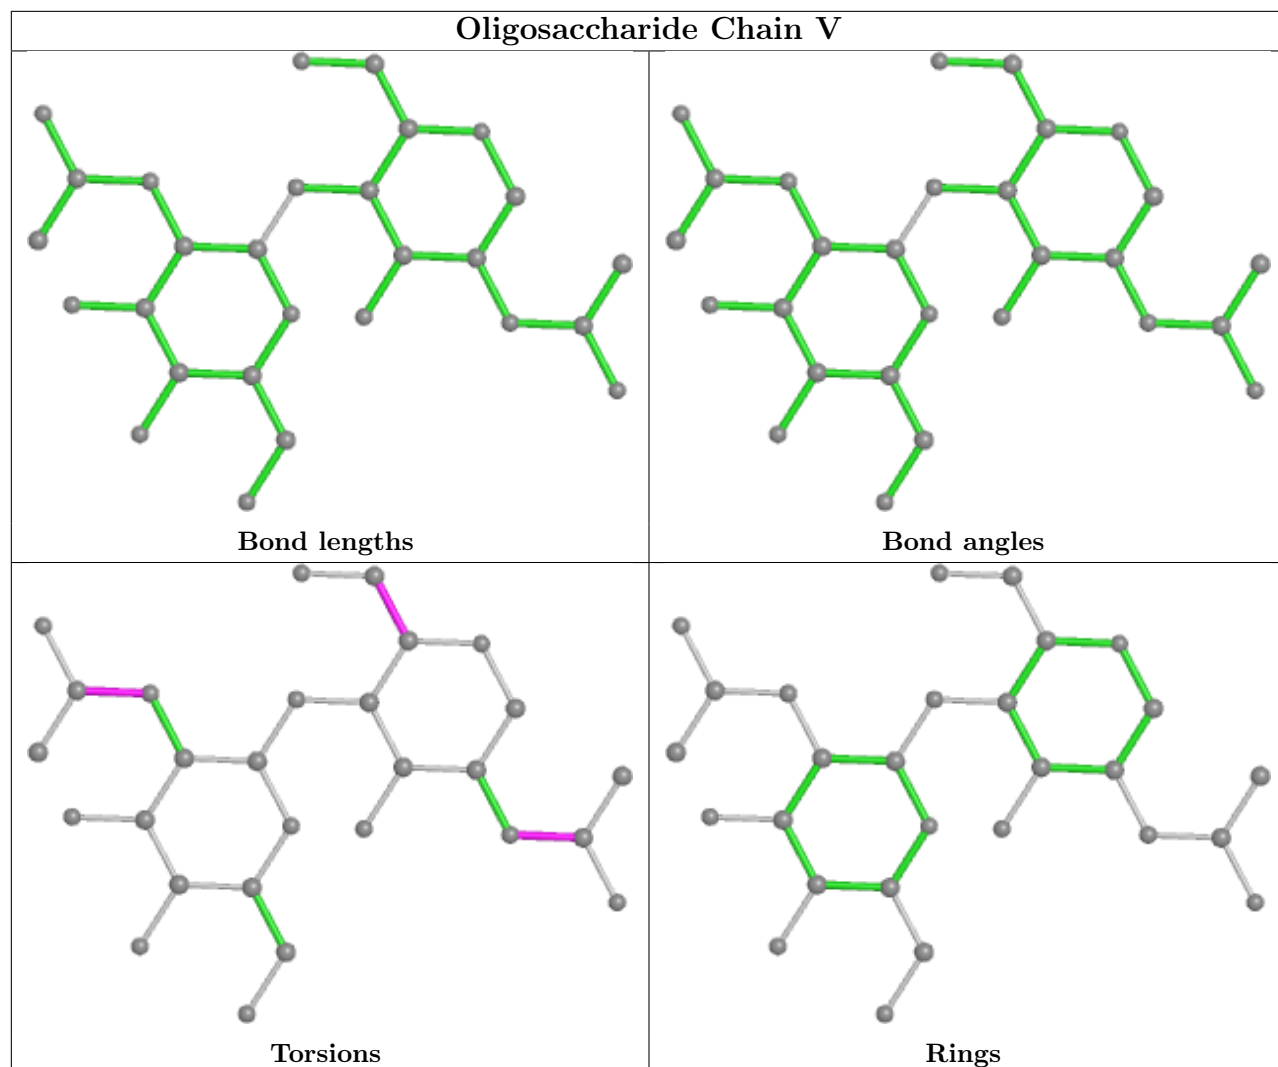 Oligosaccharide Chain V
Bond lengths
Bond angles
Torsions
Rings